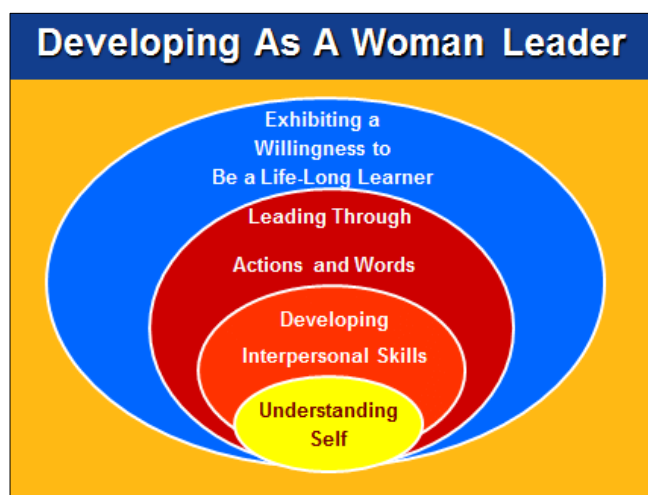 Developing As A Woman Leader
Exhibiting a
Willingness to
Be a Life-Long Learner
Leading Through
Actions and Words
Developing
Interpersonal Skills
Understanding
Self